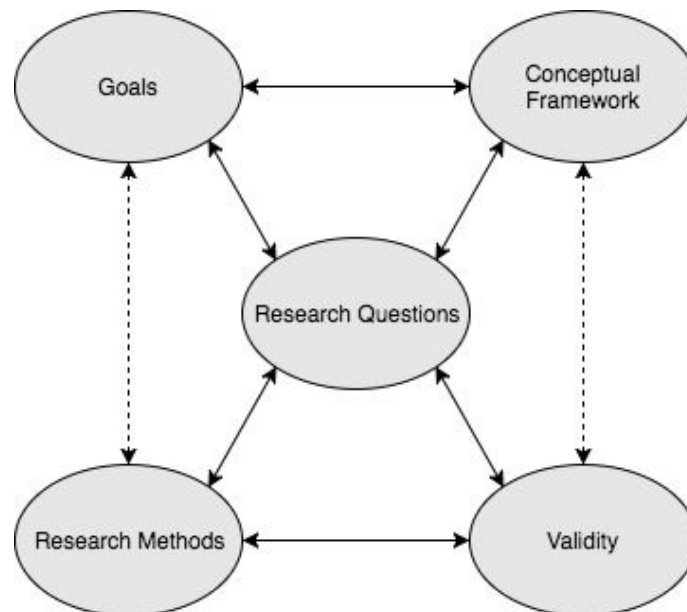 Goals
Conceptual
Framework
Research Questions
Research Methods
Validity